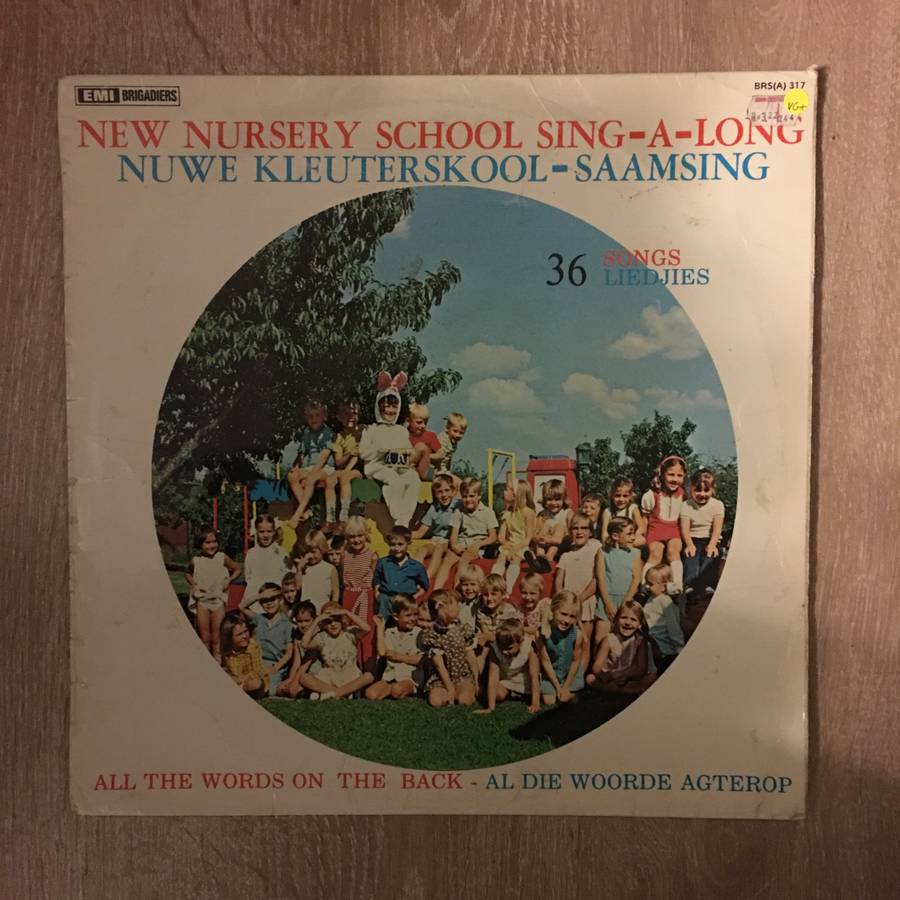 EMI BRIGADIERS
BRS(A) 317
VG+
NEW NURSERY SCHOOL SING-A-LONG
NUWE KLEUTERSKOOL-SAAMSING
36 SONGS
LIEDJIES
ALL THE WORDS ON THE BACK - AL DIE WOORDE AGTEROP